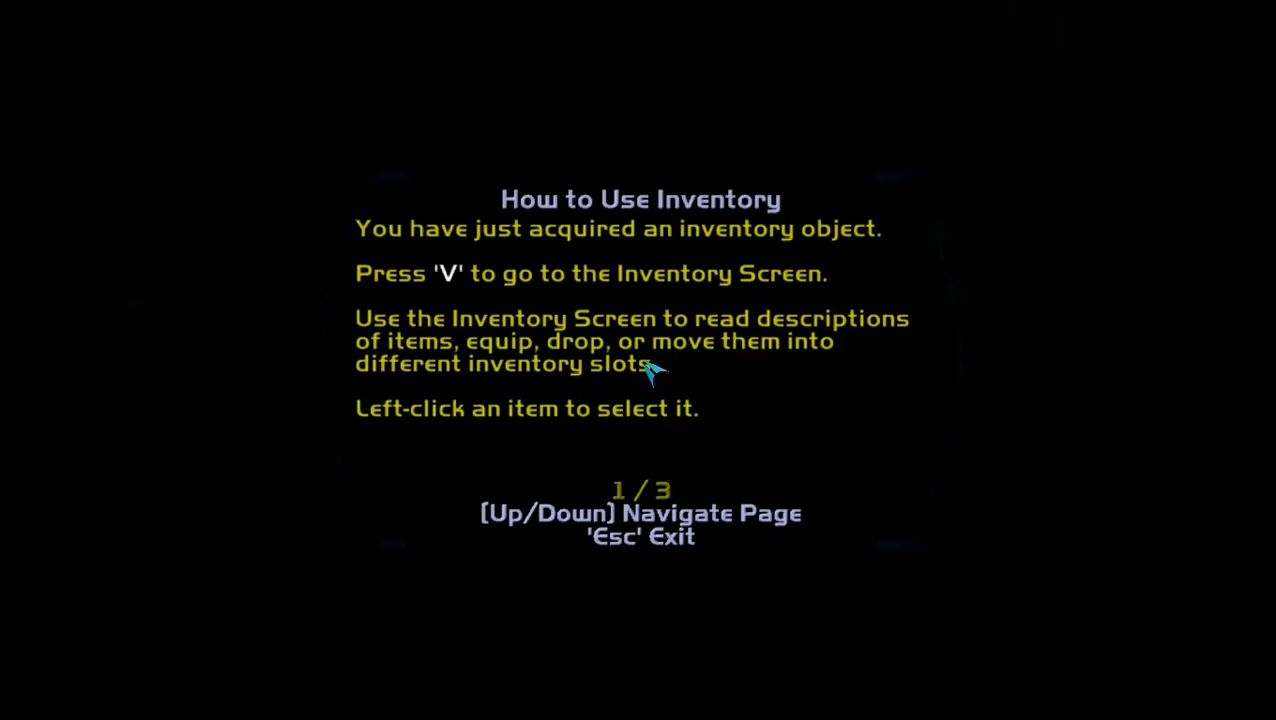 How to Use Inventory
You have just acquired an inventory object.
Press 'V' to go to the Inventory Screen.
Use the Inventory Screen to read descriptions
of items, equip, drop, or move them into
different inventory slots.
Left-click an item to select it.
1 / 3
[Up/Down] Navigate Page
'Esc' Exit